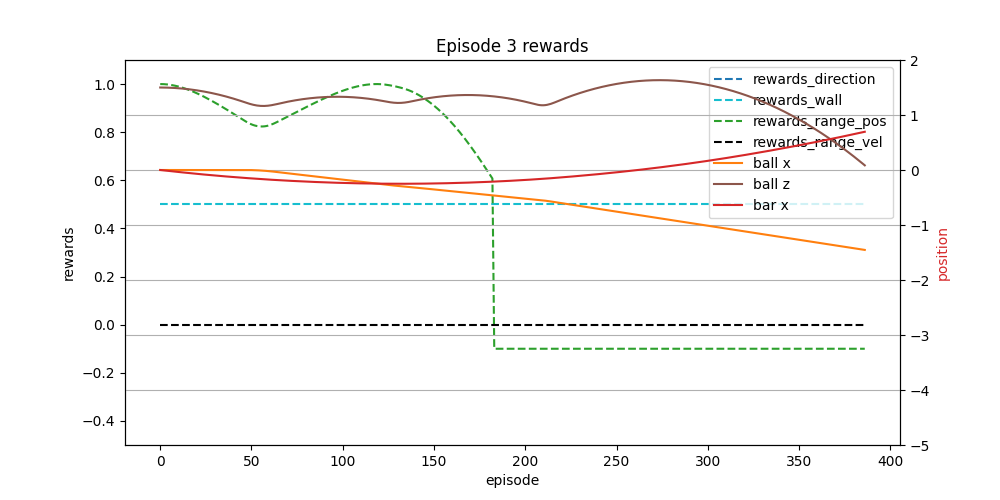 Episode 3 rewards
1.0
0.8
0.6
0.4
0.2
0.0
−0.2
−0.4
rewards
rewards_direction
rewards_wall
rewards_range_pos
rewards_range_vel
ball x
ball z
bar x
2
1
0
−1
−2
−3
−4
−5
position
0 50 100 150 200 250 300 350 400
episode